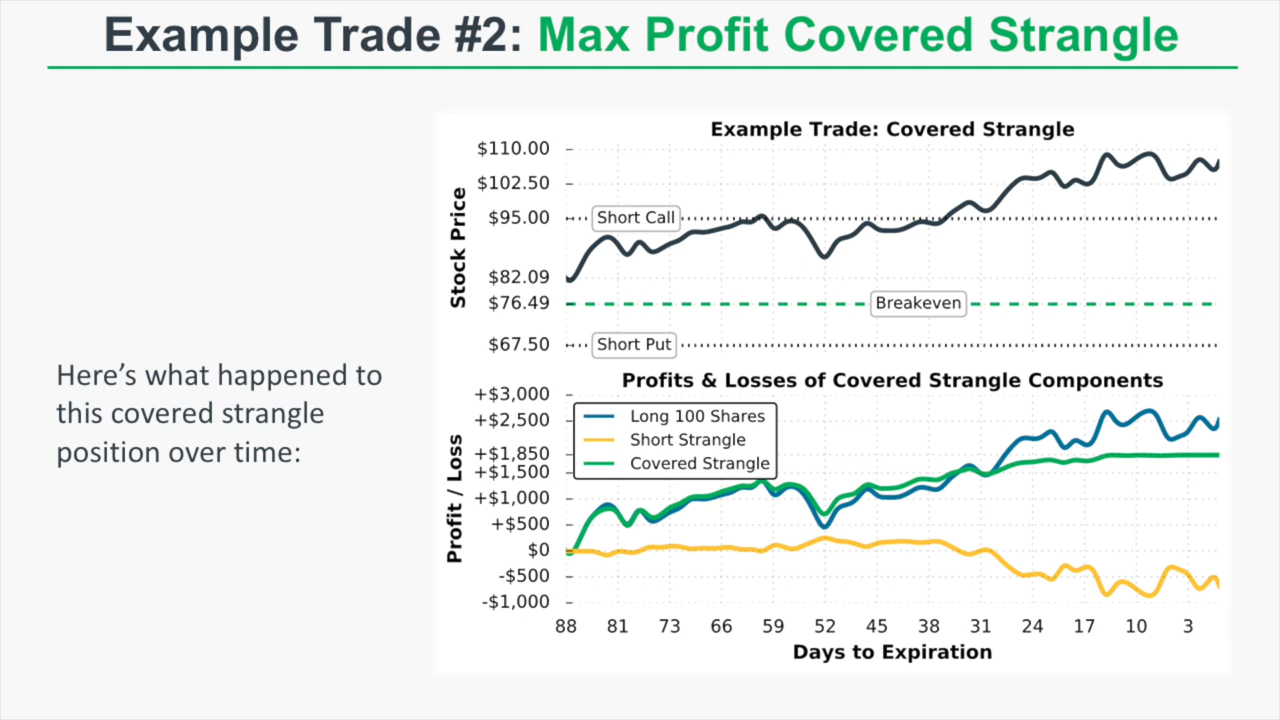 Example Trade #2: Max Profit Covered Strangle
Here's what happened to
this covered strangle
position over time:
Example Trade: Covered Strangle
Stock Price
$110.00
$102.50
$95.00
$82.09
$76.49
$67.50
Short Call
Breakeven
Short Put
Profits & Losses of Covered Strangle Components
Profit / Loss
+$3,000
+$2,500
+$1,850
+$1,500
+$1,000
+$500
$0
-$500
-$1,000
Long 100 Shares
Short Strangle
Covered Strangle
88 81 73 66 59 52 45 38 31 24 17 10 3
Days to Expiration